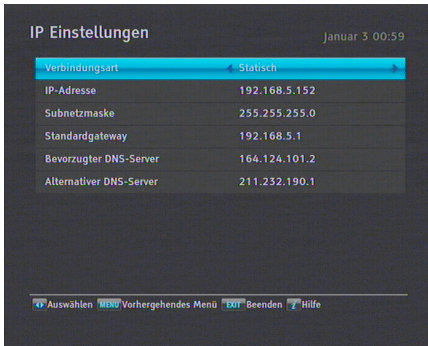 IP Einstellungen
Januar 3 00:59
Verbindungsart Statisch
IP-Adresse 192.168.5.152
Subnetzmaske 255.255.255.0
Standardgateway 192.168.5.1
Bevorzugter DNS-Server 164.124.101.2
Alternativer DNS-Server 211.232.190.1
Auswählen MENÜ Vorhergehendes Menü EXIT Beenden ? Hilfe